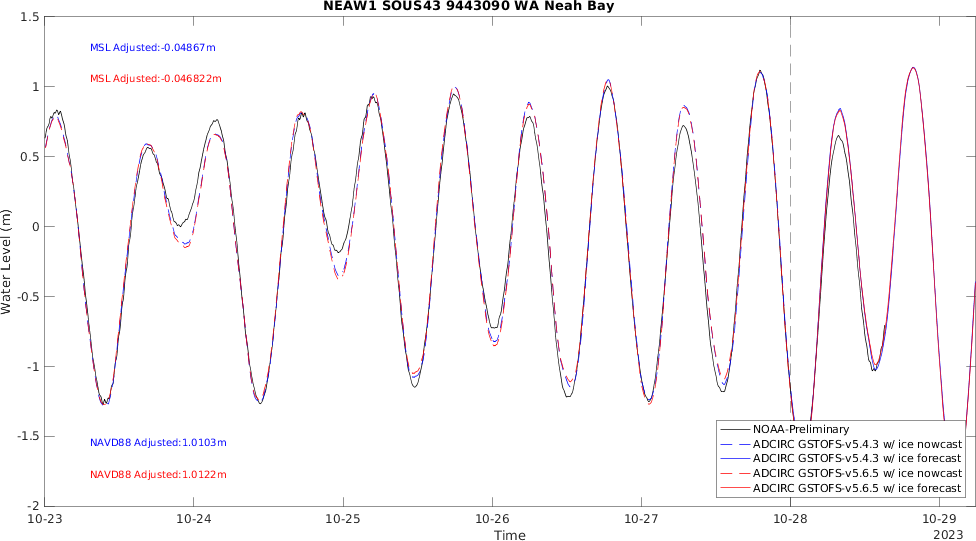 NEAW1 SOUS43 9443090 WA Neah Bay
1.5
MSL Adjusted:-0.04867m
MSL Adjusted:-0.046822m
1
0.5
0
-0.5
-1
-1.5
-2
Water Level (m)
NAVD88 Adjusted:1.0103m
NAVD88 Adjusted:1.0122m
NOAA-Preliminary
ADCIRC GSTOFS-v5.4.3 w/ ice nowcast
ADCIRC GSTOFS-v5.4.3 w/ ice forecast
ADCIRC GSTOFS-v5.6.5 w/ ice nowcast
ADCIRC GSTOFS-v5.6.5 w/ ice forecast
10-23 10-24 10-25 10-26 10-27 10-28 10-29
Time
2023